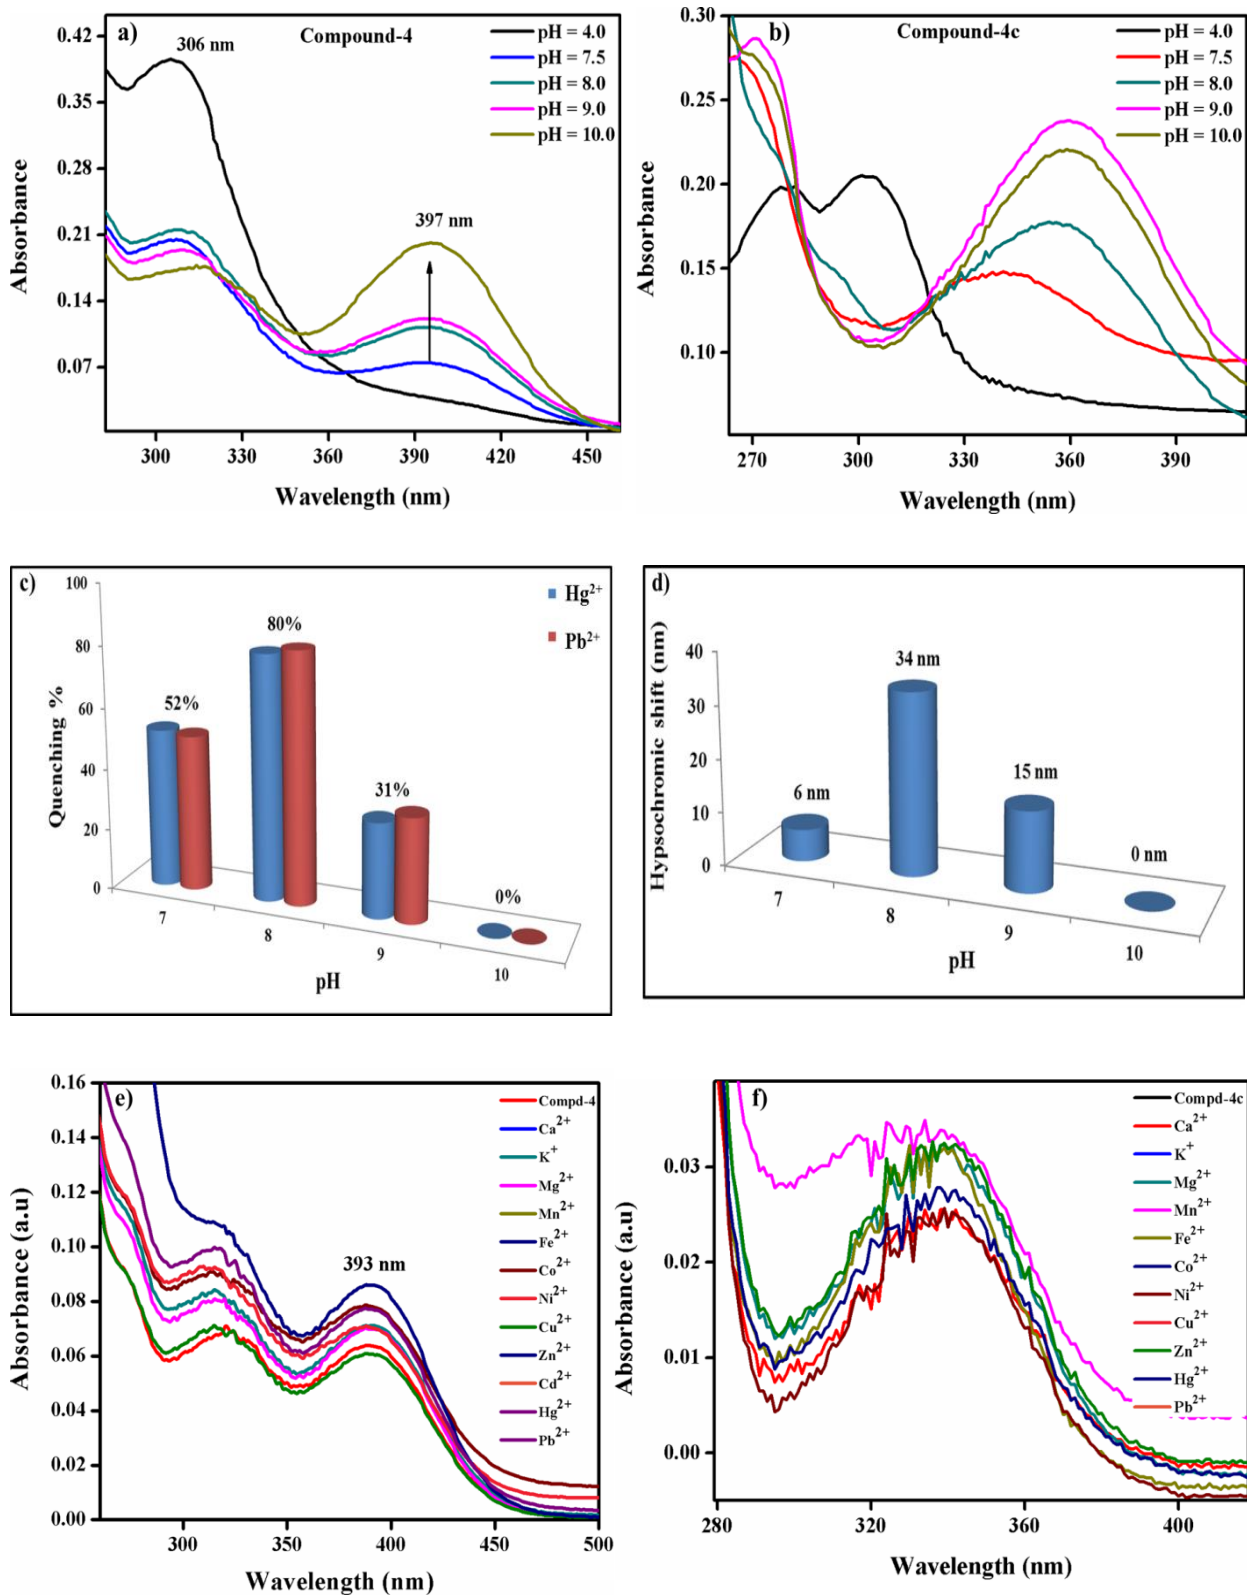 a)
Compound-4
306 nm
397 nm
pH = 4.0
pH = 7.5
pH = 8.0
pH = 9.0
pH = 10.0
0.42
0.35
0.28
0.21
0.14
0.07
Absorbance
300 330 360 390 420 450
Wavelength (nm)
b)
Compound-4c
pH = 4.0
pH = 7.5
pH = 8.0
pH = 9.0
pH = 10.0
0.30
0.25
0.20
0.15
0.10
Absorbance
270 300 330 360 390
Wavelength (nm)
c)
Hg2+
Pb2+
100
80
60
40
20
0
Quenching %
52%
80%
31%
0%
7 8 9 10
pH
d)
40
30
20
10
0
Hypsochromic shift (nm)
6 nm
34 nm
15 nm
0 nm
7 8 9 10
pH
e)
393 nm
Compd-4
Ca2+
K+
Mg2+
Mn2+
Fe2+
Co2+
Ni2+
Cu2+
Zn2+
Cd2+
Hg2+
Pb2+
0.16
0.14
0.12
0.10
0.08
0.06
0.04
0.02
0.00
Absorbance (a.u)
300 350 400 450 500
Wavelength (nm)
f)
Compd-4c
Ca2+
K+
Mg2+
Mn2+
Fe2+
Co2+
Ni2+
Cu2+
Zn2+
Hg2+
Pb2+
0.03
0.02
0.01
0.00
Absorbance (a.u)
280 320 360 400
Wavelength (nm)